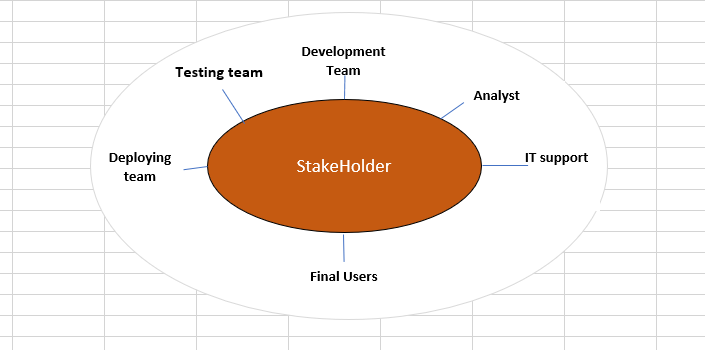 Development
Team
Testing team
Analyst
Deploying
team
StakeHolder
IT support
Final Users